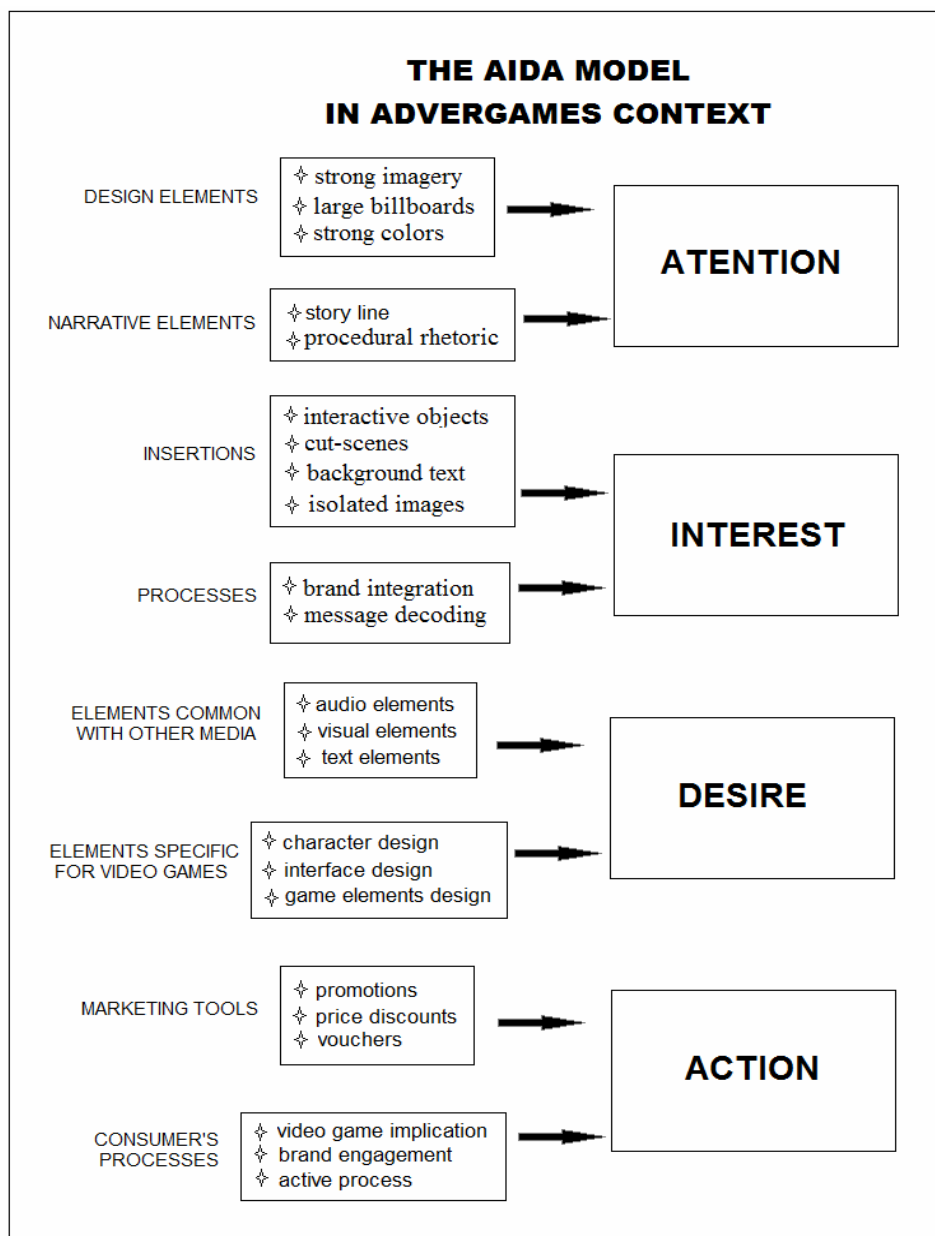 THE AIDA MODEL
IN ADVERGAMES CONTEXT
DESIGN ELEMENTS
strong imagery
large billboards
strong colors
ATENTION
NARRATIVE ELEMENTS
story line
procedural rhetoric
INSERTIONS
interactive objects
cut-scenes
background text
isolated images
INTEREST
PROCESSES
brand integration
message decoding
ELEMENTS COMMON
WITH OTHER MEDIA
audio elements
visual elements
text elements
DESIRE
ELEMENTS SPECIFIC
FOR VIDEO GAMES
character design
interface design
game elements design
MARKETING TOOLS
promotions
price discounts
vouchers
ACTION
CONSUMER'S
PROCESSES
video game implication
brand engagement
active process